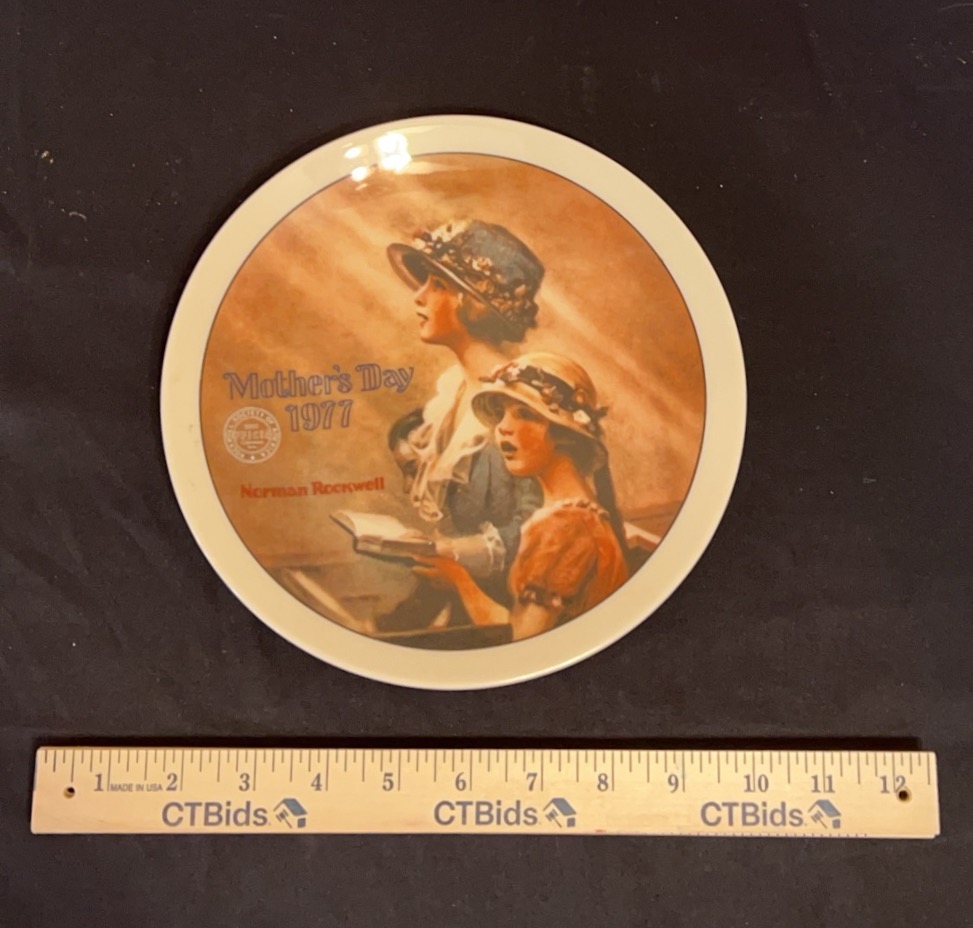 Mother's Day
1977
Norman Rockwell
1 MADE IN USA 2 3 4 5 6 7 8 9 10 11 12
CTBids CTBids CTBids